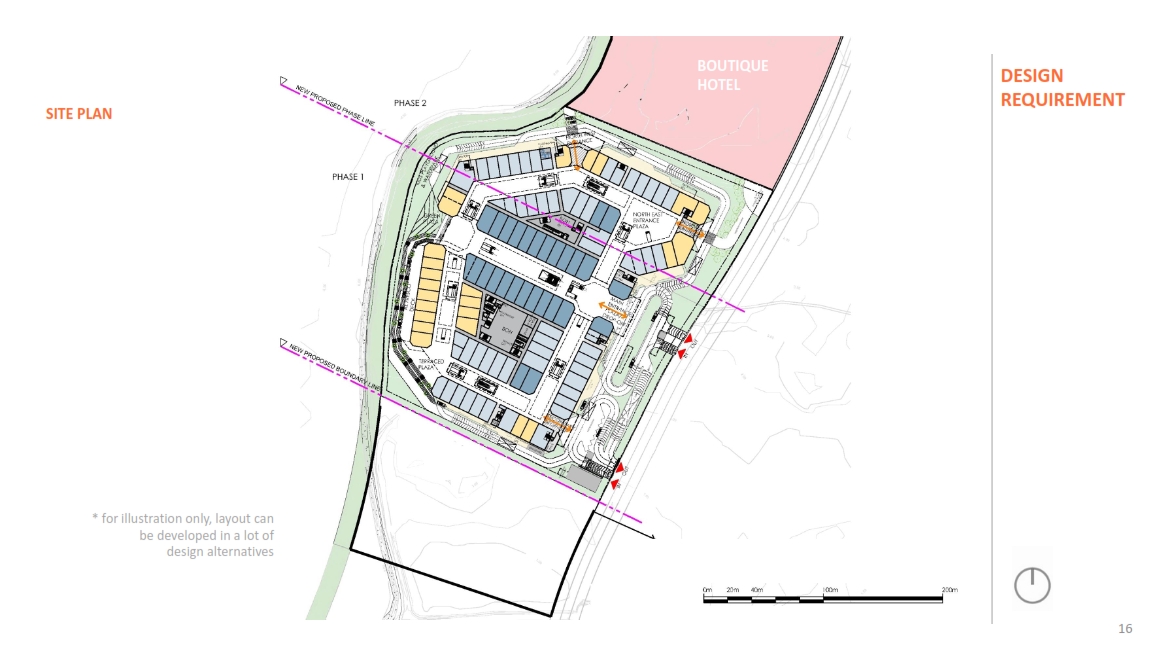 BOUTIQUE
HOTEL
DESIGN
REQUIREMENT
SITE PLAN
NEW PROPOSED PHASE LINE
PHASE 2
PHASE 1
ENTRANCE
NORTH EAST
ENTRANCE
PLAZA
MAIN
BOH
TERRACED
PLAZA
NEW PROPOSED BOUNDARY LINE
* for illustration only, layout can
be developed in a lot of
design alternatives
0m 20m 40m 100m 200m
16